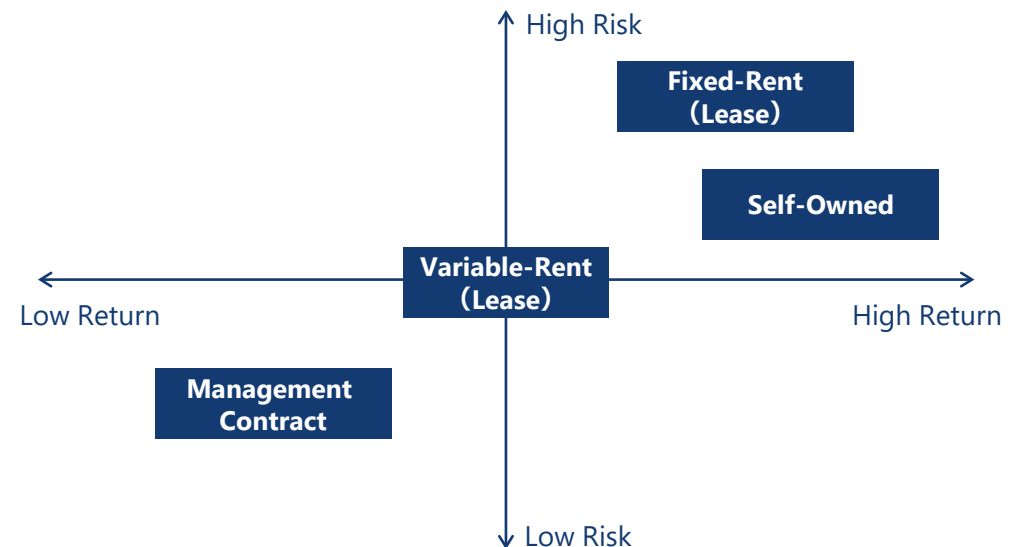 High Risk
Fixed-Rent
（Lease）
Self-Owned
Variable-Rent
（Lease）
Low Return
High Return
Management
Contract
Low Risk